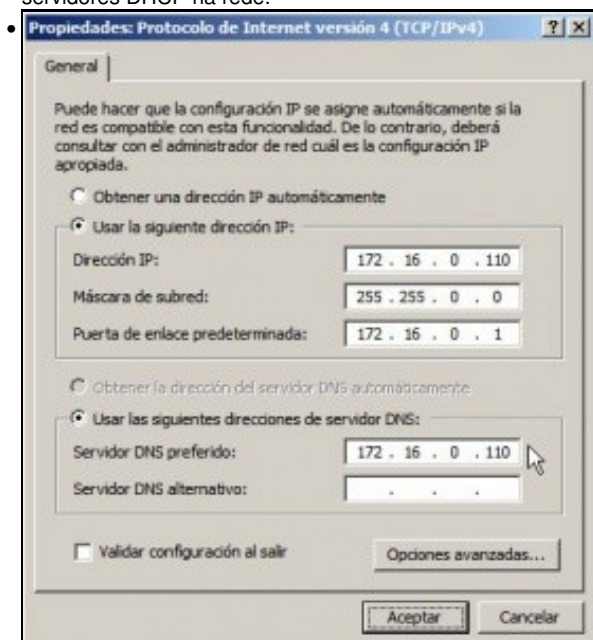 servidores DHCP na rede.
Propiedades: Protocolo de Internet versión 4 (TCP/IPv4)
General
Puede hacer que la configuración IP se asigne automáticamente si la
red es compatible con esta funcionalidad. De lo contrario, deberá
consultar con el administrador de red cuál es la configuración IP
apropiada.
Obtener una dirección IP automáticamente
Usar la siguiente dirección IP:
Dirección IP: 172 . 16 . 0 . 110
Máscara de subred: 255 . 255 . 0 . 0
Puerta de enlace predeterminada: 172 . 16 . 0 . 1
Obtener la dirección del servidor DNS automáticamente
Usar las siguientes direcciones de servidor DNS:
Servidor DNS preferido: 172 . 16 . 0 . 110
Servidor DNS alternativo: . . .
Validar configuración al salir
Opciones avanzadas...
Aceptar Cancelar